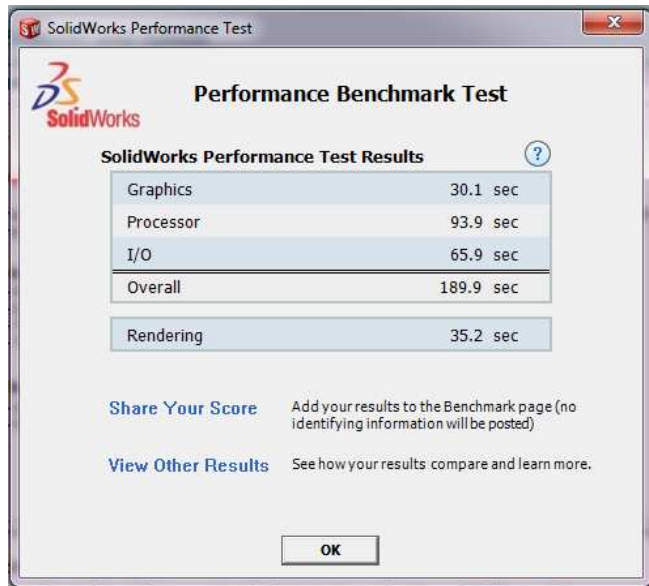 SolidWorks Performance Test
x
DS
SolidWorks
Performance Benchmark Test
SolidWorks Performance Test Results
?
Graphics 30.1 sec
Processor 93.9 sec
I/O 65.9 sec
Overall 189.9 sec
Rendering 35.2 sec
Share Your Score Add your results to the Benchmark page (no
identifying information will be posted)
View Other Results See how your results compare and learn more.
OK